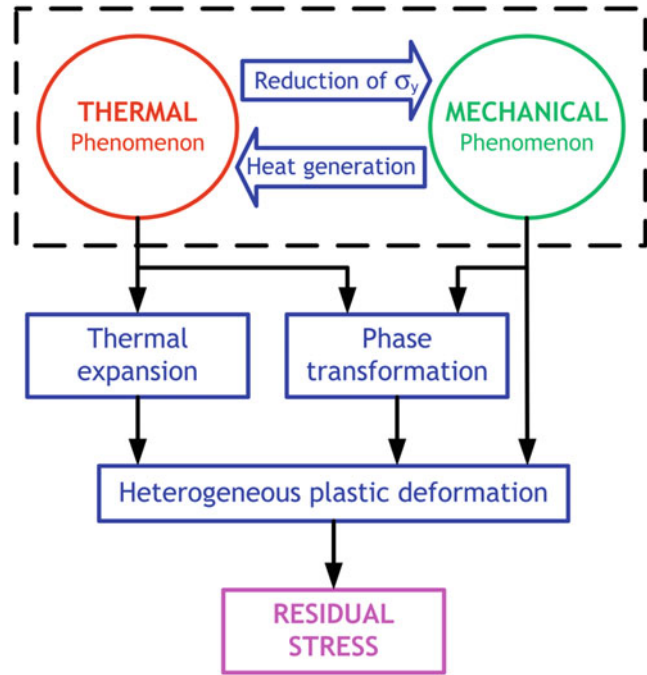 THERMAL
Phenomenon
Reduction of σy
Heat generation
MECHANICAL
Phenomenon
Thermal
expansion
Phase
transformation
Heterogeneous plastic deformation
RESIDUAL
STRESS